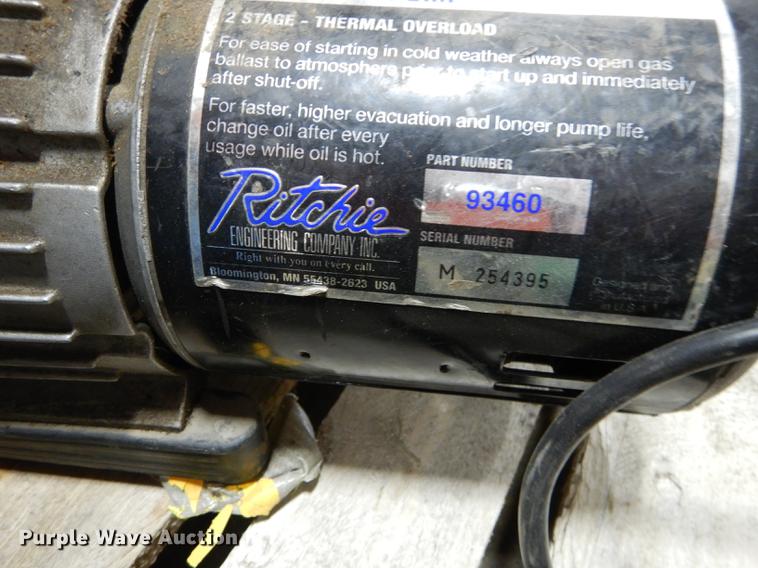 2 STAGE - THERMAL OVERLOAD
For ease of starting in cold weather always open gas
ballast to atmosphere prior to start up and immediately
after shut-off.
For faster, higher evacuation and longer pump life,
change oil after every
usage while oil is hot.
PART NUMBER
93460
Ritchie
ENGINEERING COMPANY INC.
Right with you on every call.
Bloomington, MN 55438-2623 USA
SERIAL NUMBER
M 254395
Purple Wave Auction